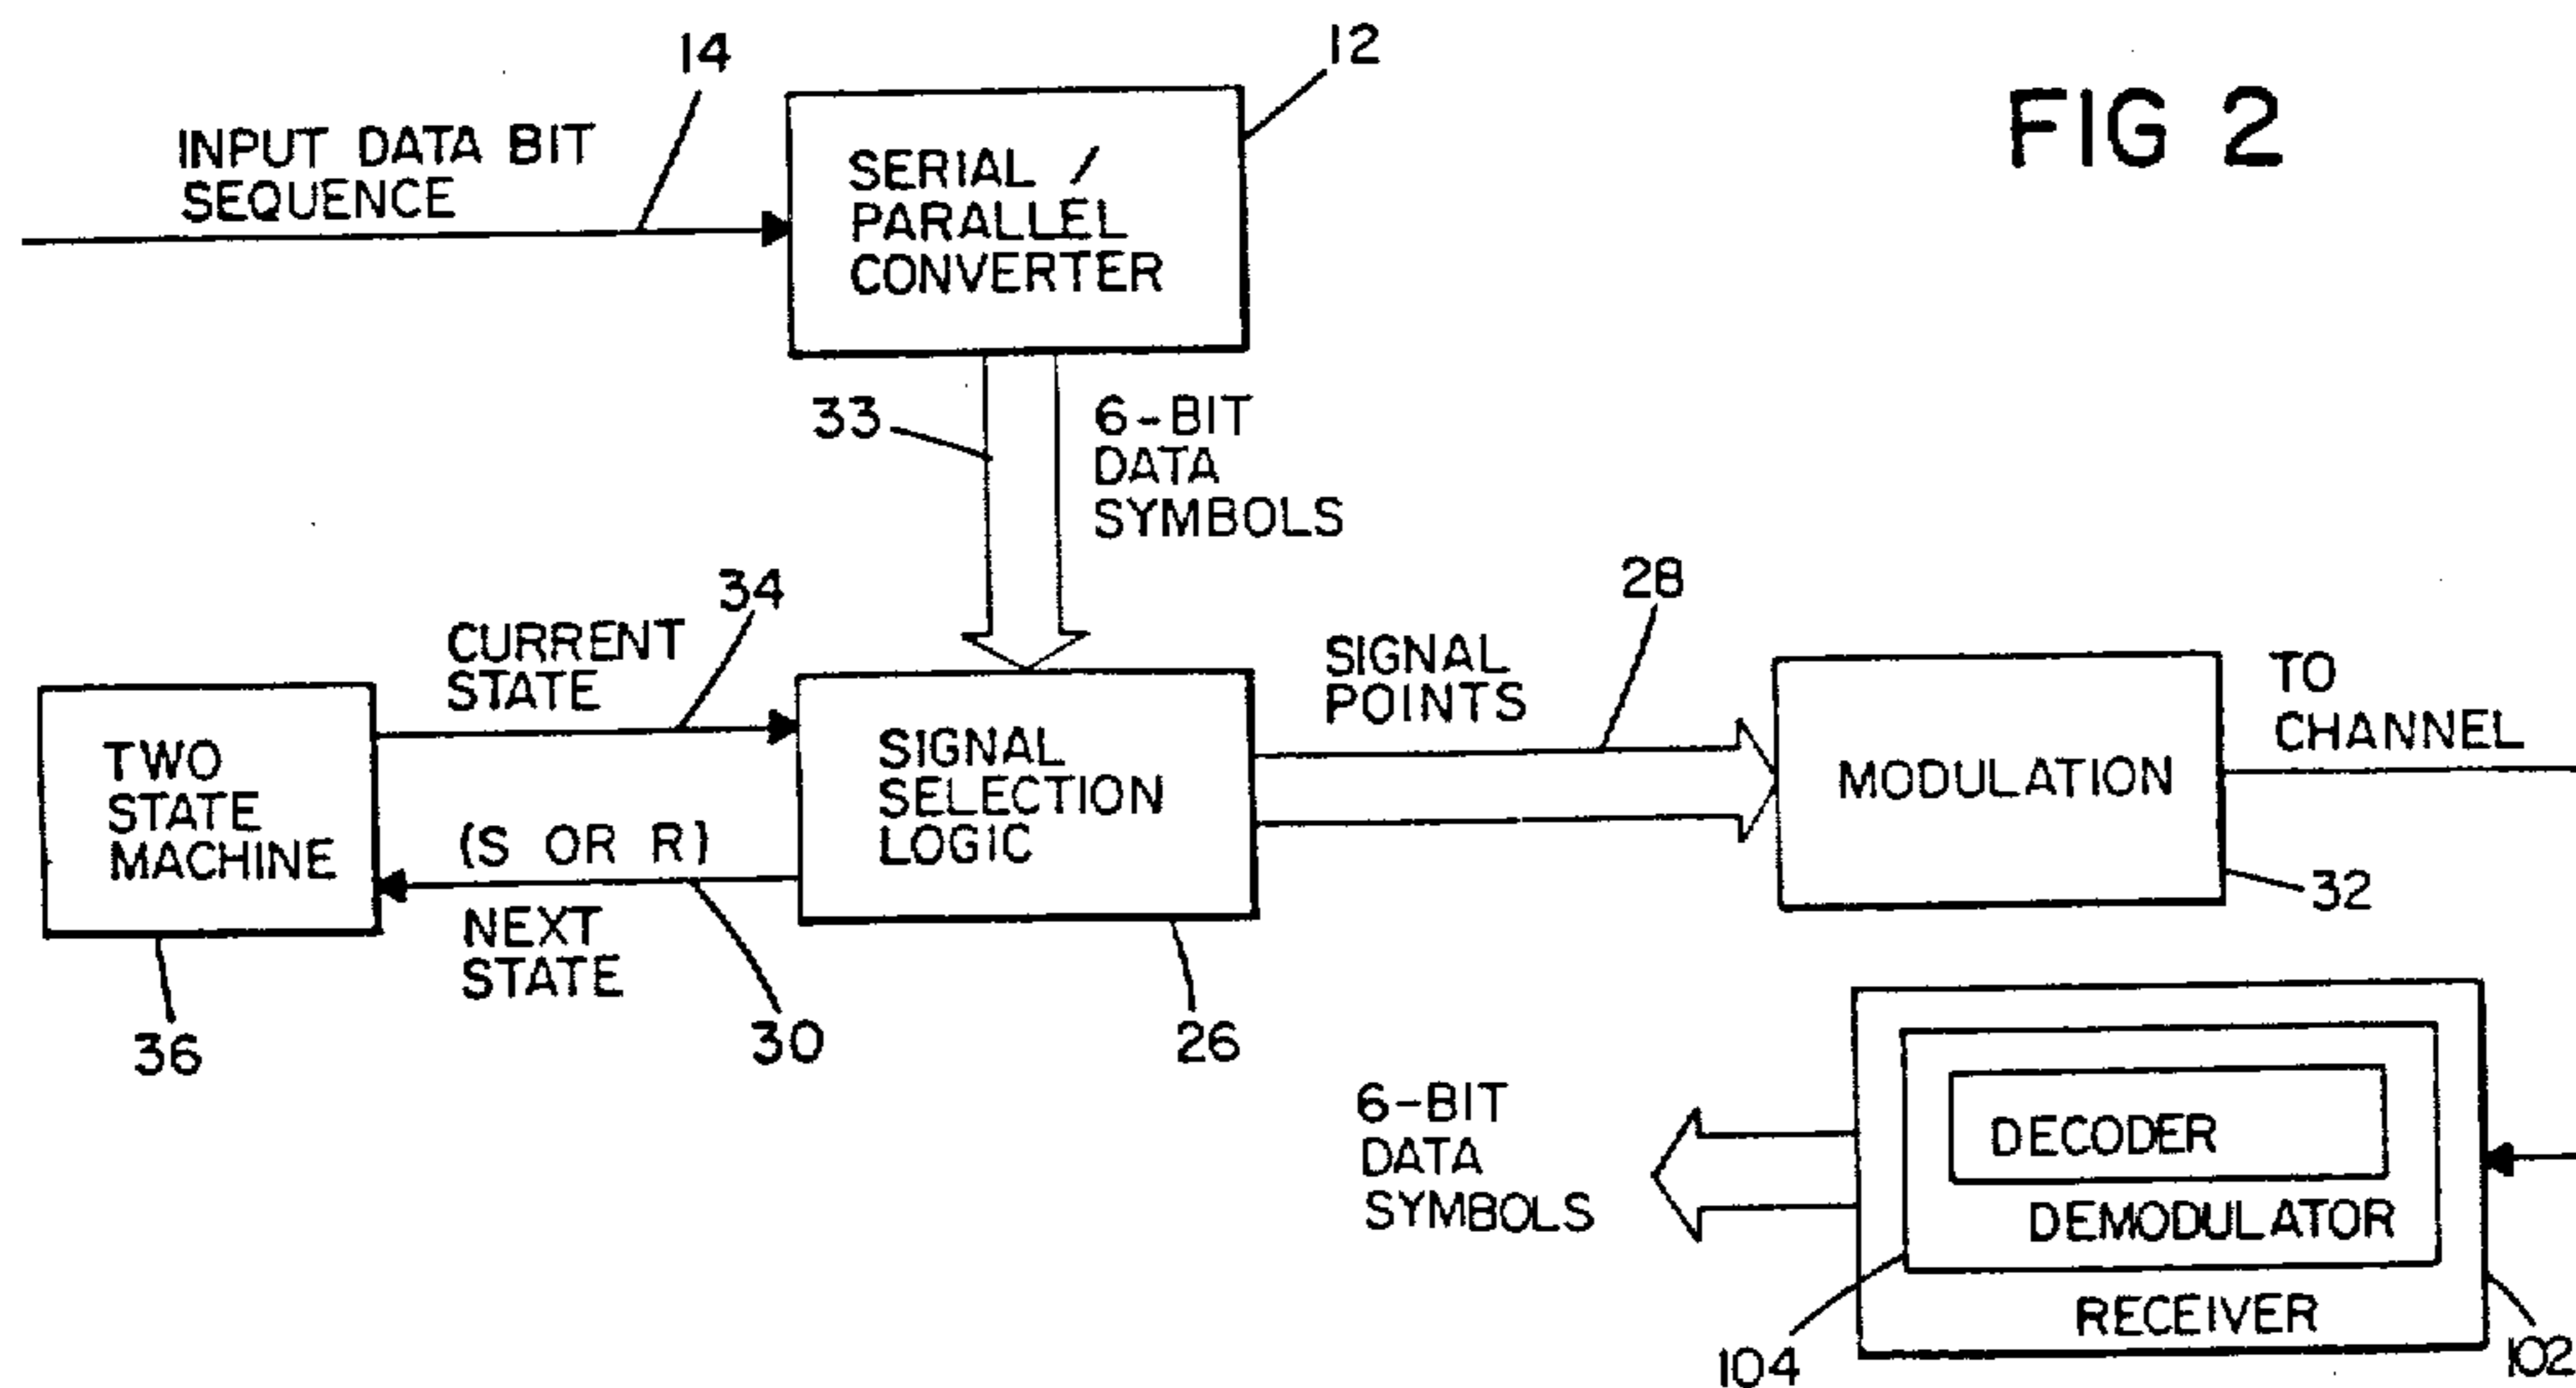 FIG 2
14
12
INPUT DATA BIT
SEQUENCE
SERIAL /
PARALLEL
CONVERTER
33
6-BIT
DATA
SYMBOLS
34
28
CURRENT
STATE
SIGNAL
POINTS
TO
CHANNEL
TWO
STATE
MACHINE
SIGNAL
SELECTION
LOGIC
MODULATION
(S OR R)
NEXT
STATE
32
36
30
26
6-BIT
DATA
SYMBOLS
DECODER
DEMODULATOR
RECEIVER
104
102